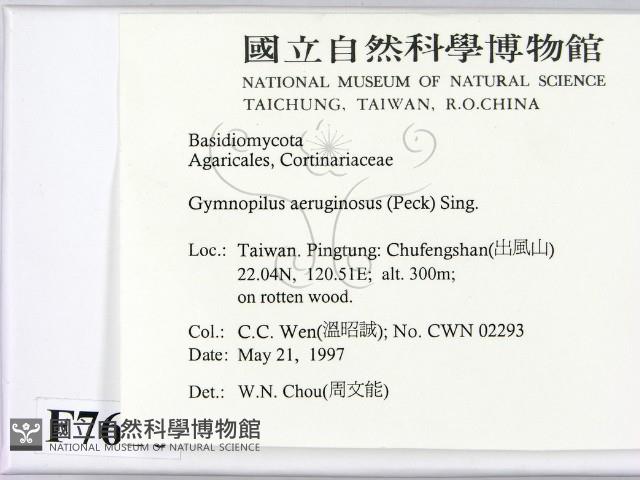 國立自然科學博物館
NATIONAL MUSEUM OF NATURAL SCIENCE
TAICHUNG, TAIWAN, R.O.CHINA
Basidiomycota
Agaricales, Cortinariaceae
Gymnopilus aeruginosus (Peck) Sing.
Loc.: Taiwan. Pingtung: Chufengshan(出風山)
22.04N, 120.51E; alt. 300m;
on rotten wood.
Col.: C.C. Wen(溫昭誠); No. CWN 02293
Date: May 21, 1997
Det.: W.N. Chou(周文能)
國立自然科學博物館
NATIONAL MUSEUM OF NATURAL SCIENCE